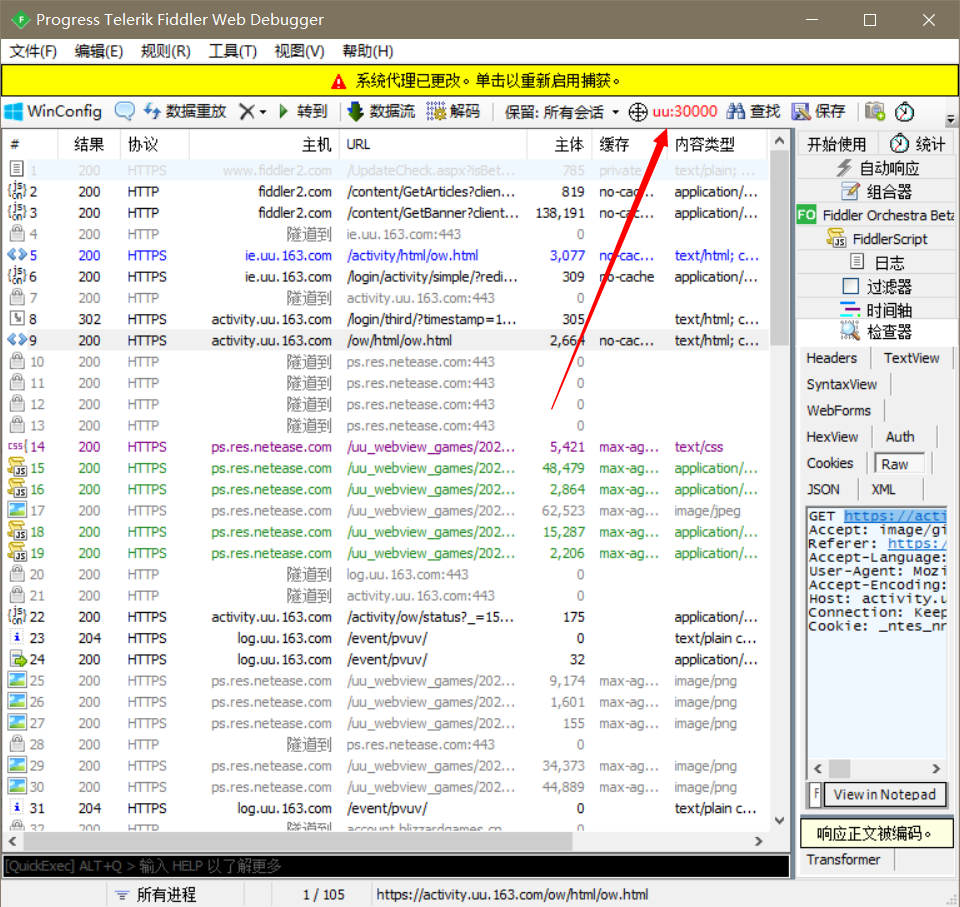 Progress Telerik Fiddler Web Debugger
文件(F) 编辑(E) 规则(R) 工具(T) 视图(V) 帮助(H)
系统代理已更改。单击以重新启用捕获。
WinConfig 数据重放 转到 数据流 解码 保留: 所有会话 uu:30000 查找 保存
# 结果 协议 主机 URL 主体 缓存 内容类型
1 200 HTTPS www.fiddler2.com /UpdateCheck.aspx?isBet... 785 private text/plain; ...
2 200 HTTPS fiddler2.com /content/GetArticles?clien... 819 no-cac... application/...
3 200 HTTPS fiddler2.com /content/GetBanner?client... 138,191 no-cac... application/...
4 200 HTTP 隧道到 ie.uu.163.com:443 0
5 200 HTTPS ie.uu.163.com /activity/html/ow.html 3,077 no-cac... text/html; c...
6 200 HTTPS ie.uu.163.com /login/activity/simple/?redi... 309 no-cache application/...
7 200 HTTP 隧道到 activity.uu.163.com:443 0
8 302 HTTPS activity.uu.163.com /login/third/?timestamp=1... 305 text/html; c...
9 200 HTTPS activity.uu.163.com /ow/html/ow.html 2,664 no-cac... text/html; c...
10 200 HTTP 隧道到 ps.res.netease.com:443 0
11 200 HTTP 隧道到 ps.res.netease.com:443 0
12 200 HTTP 隧道到 ps.res.netease.com:443 0
13 200 HTTP 隧道到 ps.res.netease.com:443 0
14 200 HTTPS ps.res.netease.com /uu_webview_games/202... 5,421 max-ag... text/css
15 200 HTTPS ps.res.netease.com /uu_webview_games/202... 48,479 max-ag... application/...
16 200 HTTPS ps.res.netease.com /uu_webview_games/202... 2,864 max-ag... application/...
17 200 HTTPS ps.res.netease.com /uu_webview_games/202... 62,523 max-ag... image/jpeg
18 200 HTTPS ps.res.netease.com /uu_webview_games/202... 15,287 max-ag... application/...
19 200 HTTPS ps.res.netease.com /uu_webview_games/202... 2,206 max-ag... application/...
20 200 HTTP 隧道到 log.uu.163.com:443 0
21 200 HTTP 隧道到 activity.uu.163.com:443 0
22 200 HTTPS activity.uu.163.com /activity/ow/status?_=15... 175 application/...
23 204 HTTPS log.uu.163.com /event/pvuv/ 0 text/plain c...
24 200 HTTPS log.uu.163.com /event/pvuv/ 32 application/...
25 200 HTTPS ps.res.netease.com /uu_webview_games/202... 9,174 max-ag... image/png
26 200 HTTPS ps.res.netease.com /uu_webview_games/202... 1,601 max-ag... image/png
27 200 HTTPS ps.res.netease.com /uu_webview_games/202... 155 max-ag... image/png
28 200 HTTP 隧道到 ps.res.netease.com:443 0
29 200 HTTPS ps.res.netease.com /uu_webview_games/202... 34,373 max-ag... image/png
30 200 HTTPS ps.res.netease.com /uu_webview_games/202... 44,889 max-ag... image/png
31 204 HTTPS log.uu.163.com /event/pvuv/ 0 text/plain c...
32 200 HTTP 隧道到 account.blizzardgames.cn 0
[QuickExec] ALT+Q > 输入 HELP 以了解更多
所有进程 1 / 105 https://activity.uu.163.com/ow/html/ow.html
开始使用 统计
自动响应
组合器
FO Fiddler Orchestra Beta
FiddlerScript
日志
过滤器
时间轴
检查器
Headers TextView
SyntaxView
WebForms
HexView Auth
Cookies Raw
JSON XML
GET https://acti
Accept: image/gi
Referer: https:/
Accept-Language:
User-Agent: Mozi
Accept-Encoding:
Host: activity.u
Connection: Keep
Cookie: _ntes_nn
View in Notepad
响应正文被编码。
Transformer